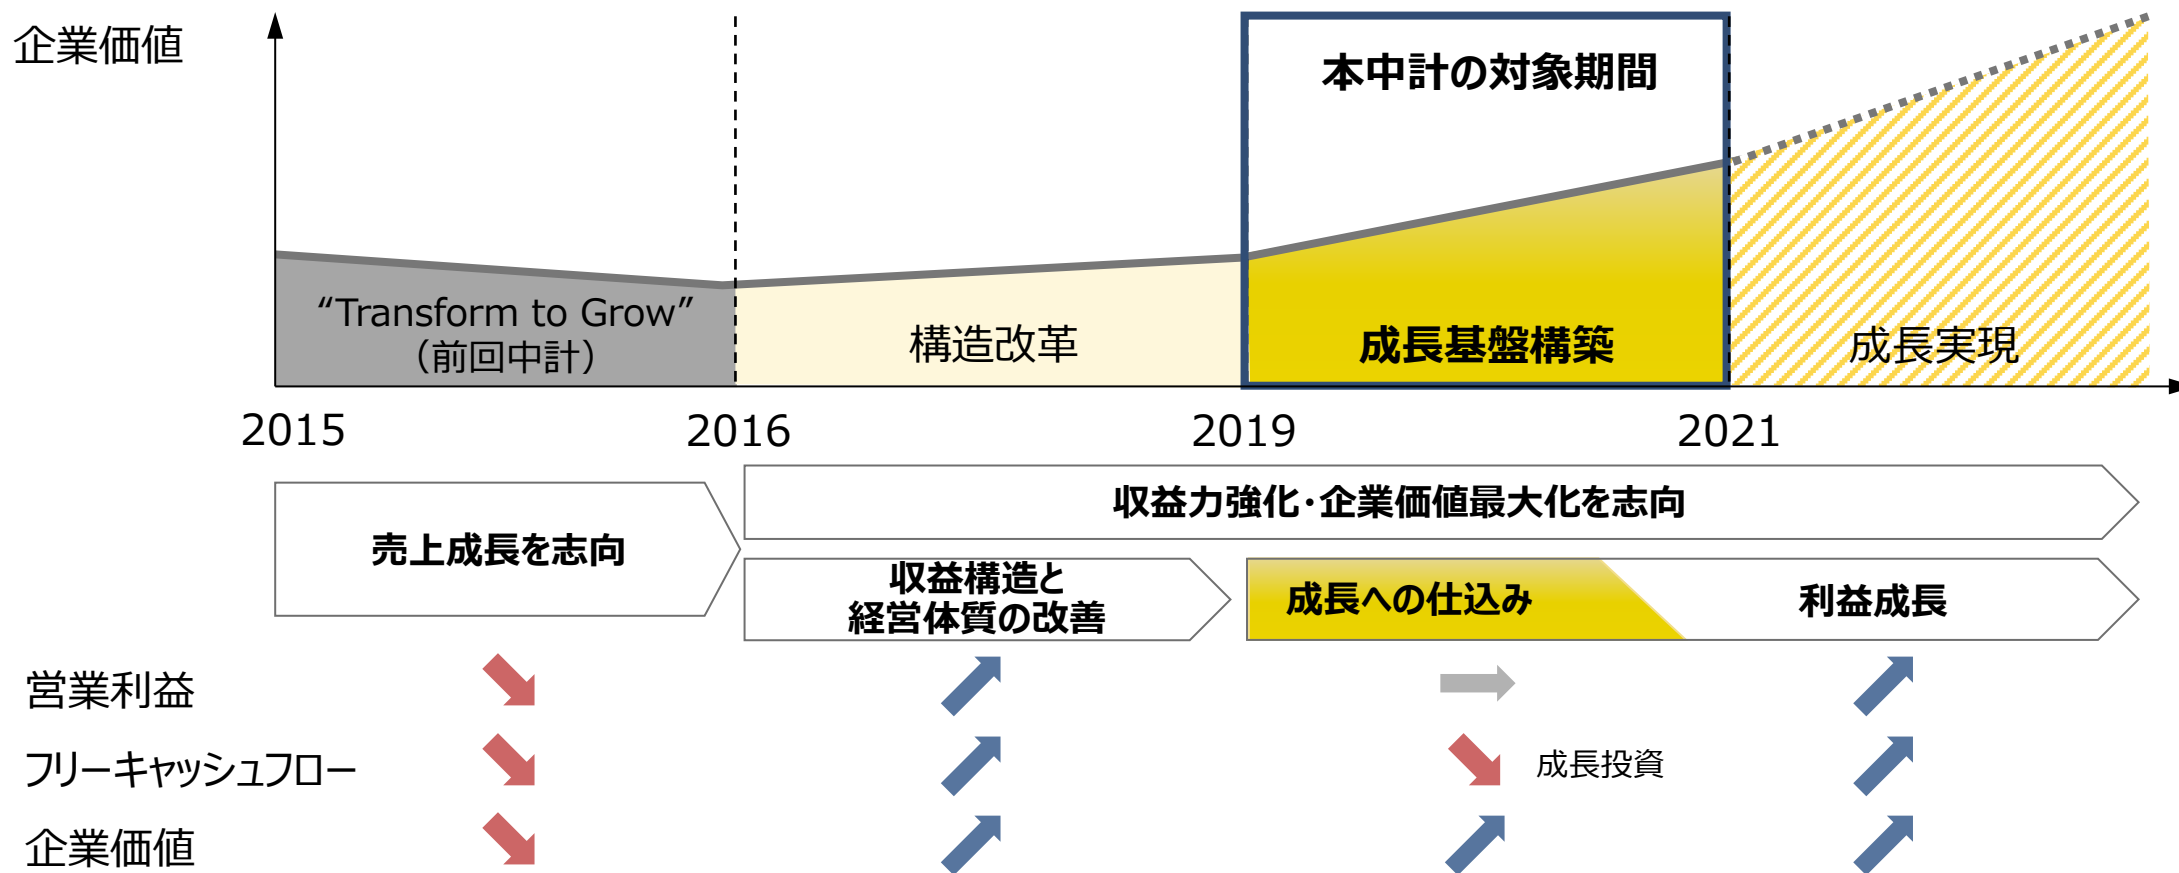 企業価値
本中計の対象期間
“Transform to Grow”
（前回中計）
構造改革
成長基盤構築
成長実現
2015
2016
2019
2021
売上成長を志向
収益力強化・企業価値最大化を志向
収益構造と
経営体質の改善
成長への仕込み
利益成長
営業利益
フリーキャッシュフロー
成長投資
企業価値